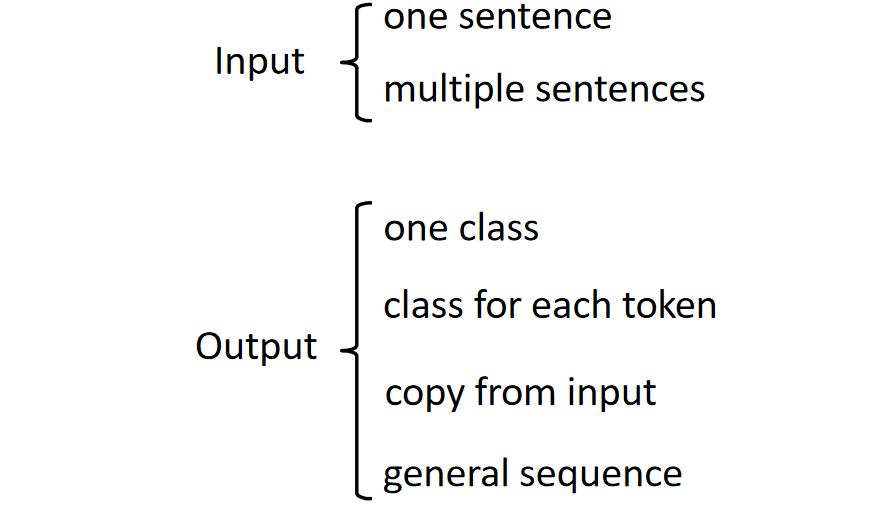 Input
one sentence
multiple sentences
Output
one class
class for each token
copy from input
general sequence